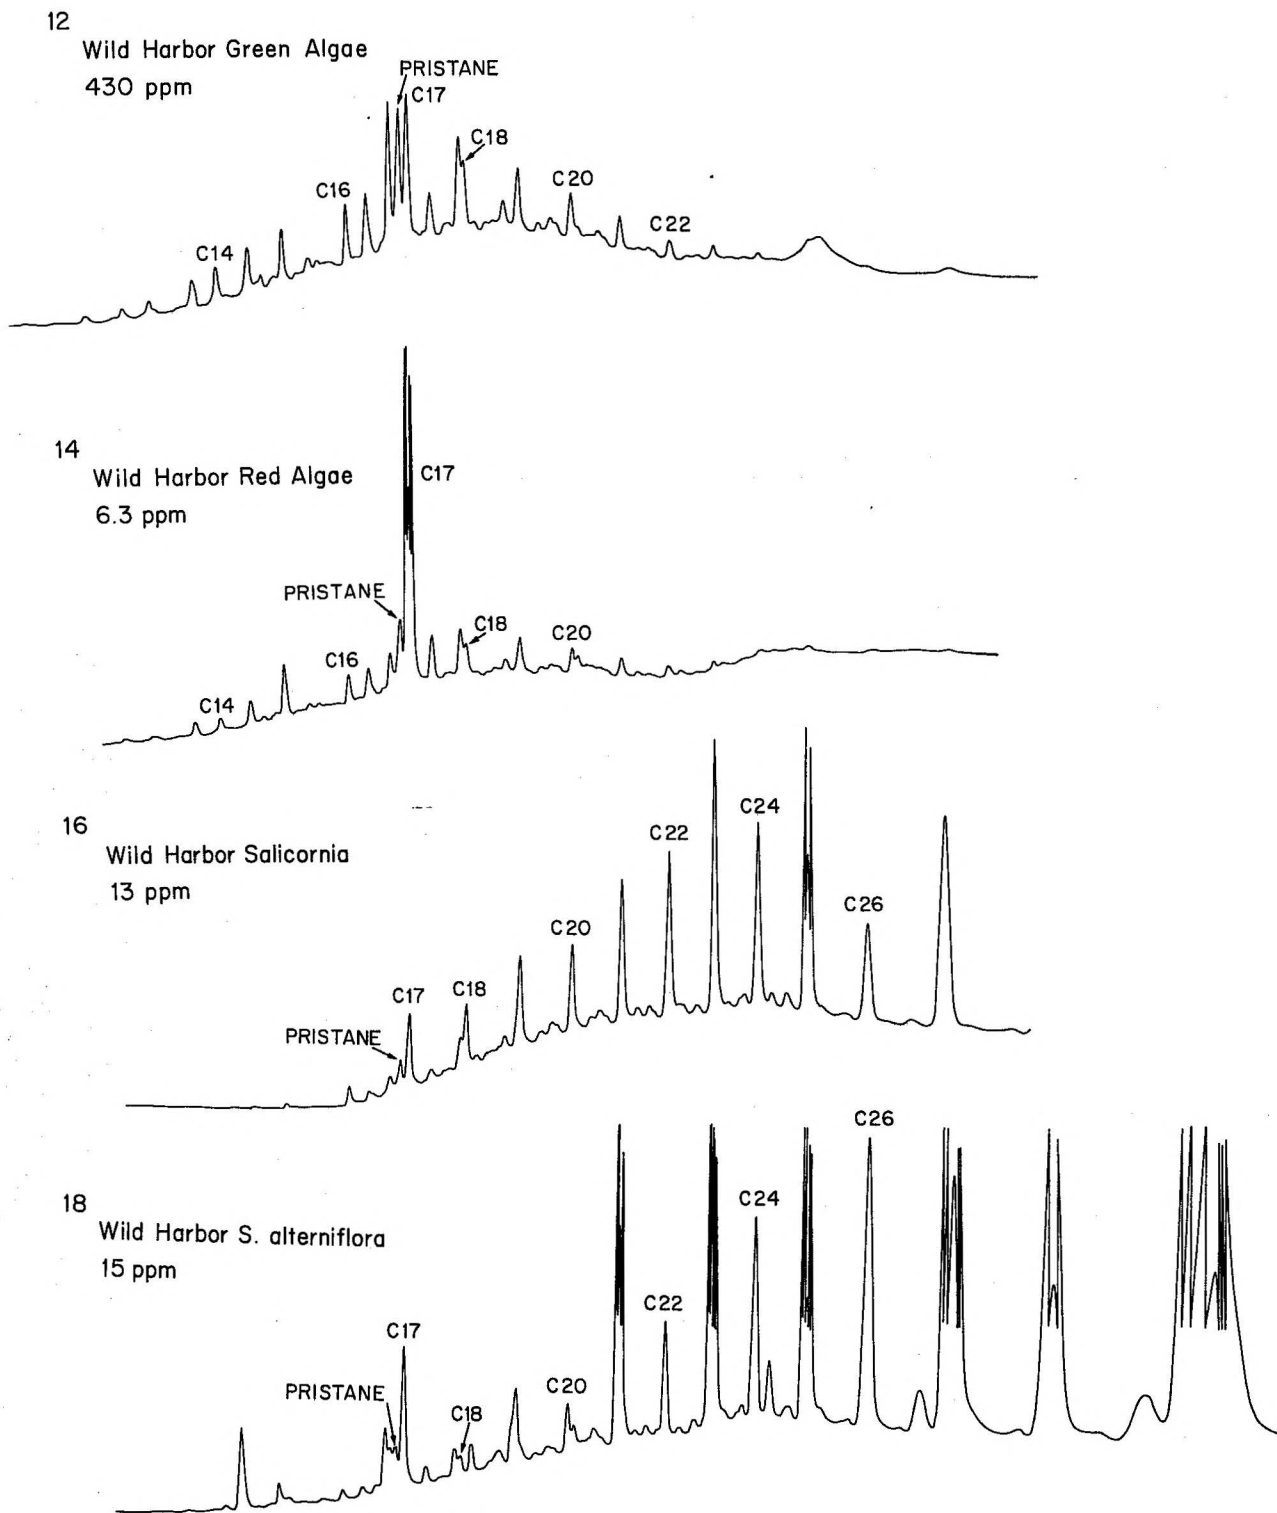 12
Wild Harbor Green Algae
430 ppm
PRISTANE
C17
C18
C16
C20
C22
C14
14
Wild Harbor Red Algae
6.3 ppm
C17
PRISTANE
C18
C20
C16
C14
16
Wild Harbor Salicornia
13 ppm
C24
C22
C26
C20
C17
C18
PRISTANE
18
Wild Harbor S. alterniflora
15 ppm
C26
C24
C22
C17
PRISTANE
C20
C18